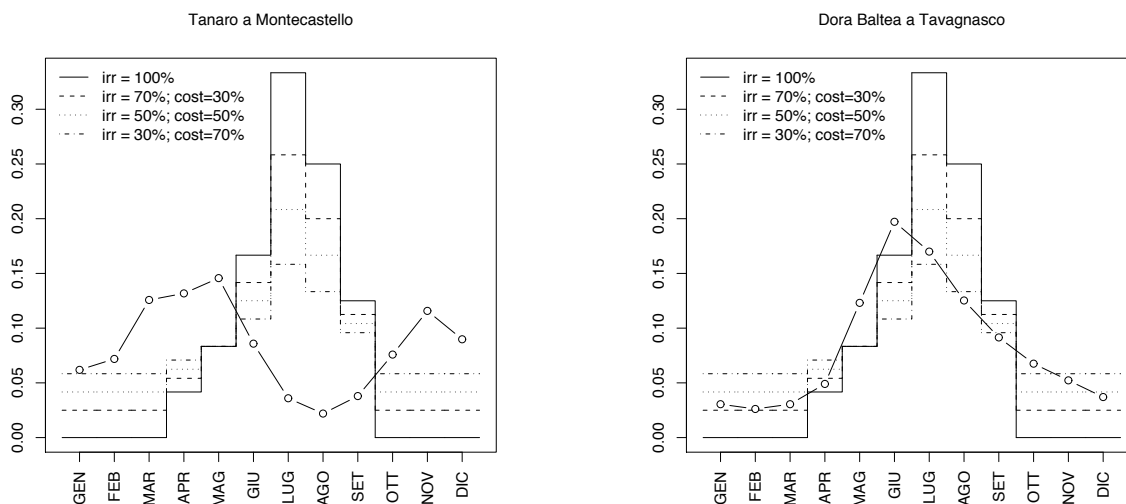 Tanaro a Montecastello
irr = 100%
irr = 70%; cost=30%
irr = 50%; cost=50%
irr = 30%; cost=70%
0.30
0.25
0.20
0.15
0.10
0.05
0.00
GEN FEB MAR APR MAG GIU LUG AGO SET OTT NOV DIC
Dora Baltea a Tavagnasco
irr = 100%
irr = 70%; cost=30%
irr = 50%; cost=50%
irr = 30%; cost=70%
0.30
0.25
0.20
0.15
0.10
0.05
0.00
GEN FEB MAR APR MAG GIU LUG AGO SET OTT NOV DIC